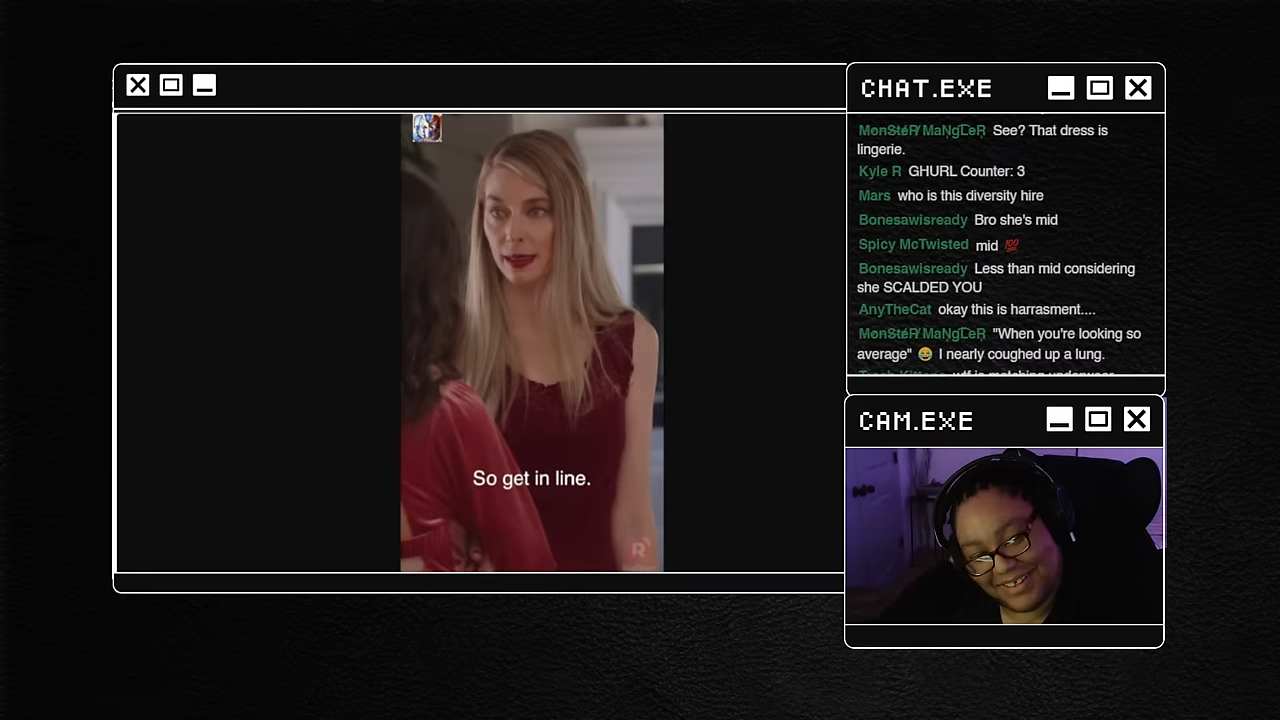 CHAT.EXE
MonSteR/MaNgLeR See? That dress is
lingerie.
Kyle R GHURL Counter: 3
Mars who is this diversity hire
Bonesawisready Bro she's mid
Spicy McTwisted mid 💯
Bonesawisready Less than mid considering
she SCALDED YOU
AnyTheCat okay this is harrasment....
MonSteR/MaNgLeR "When you're looking so
average" 😂 I nearly coughed up a lung.
So get in line.
R
CAM.EXE